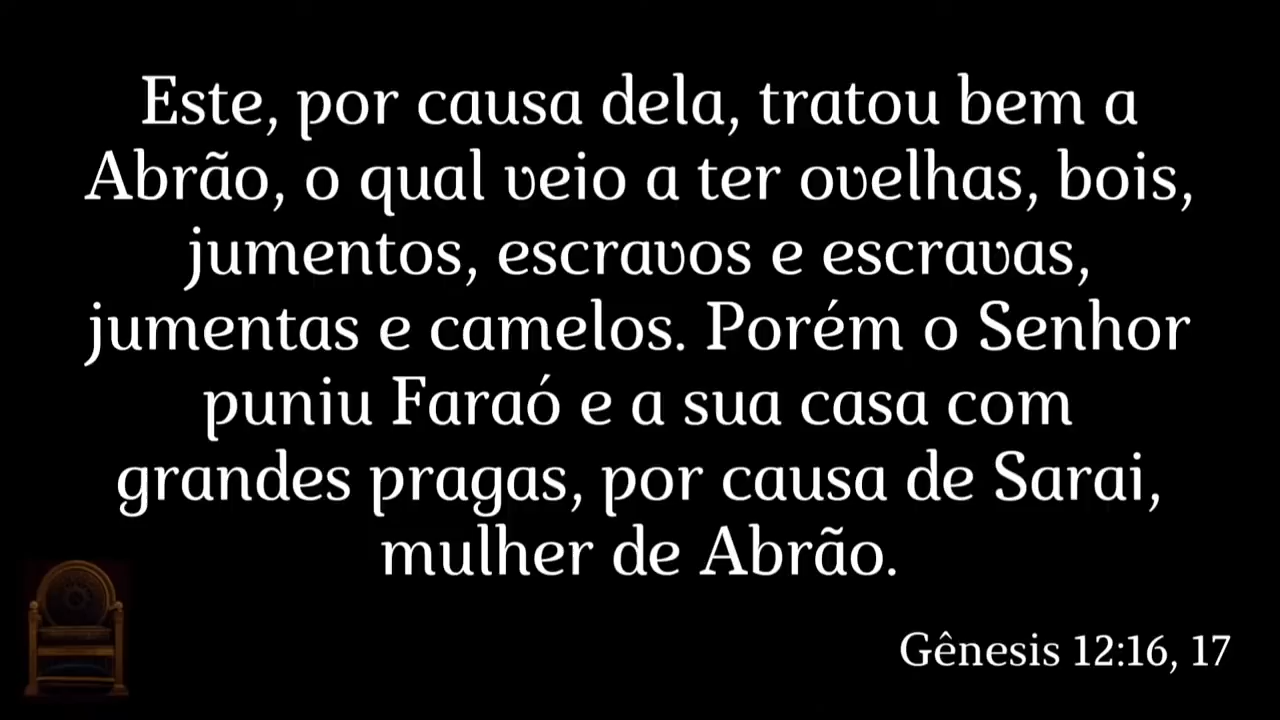 Este, por causa dela, tratou bem a
Abrão, o qual veio a ter ovelhas, bois,
jumentos, escravos e escravas,
jumentas e camelos. Porém o Senhor
puniu Faraó e a sua casa com
grandes pragas, por causa de Sarai,
mulher de Abrão.
Gênesis 12:16, 17